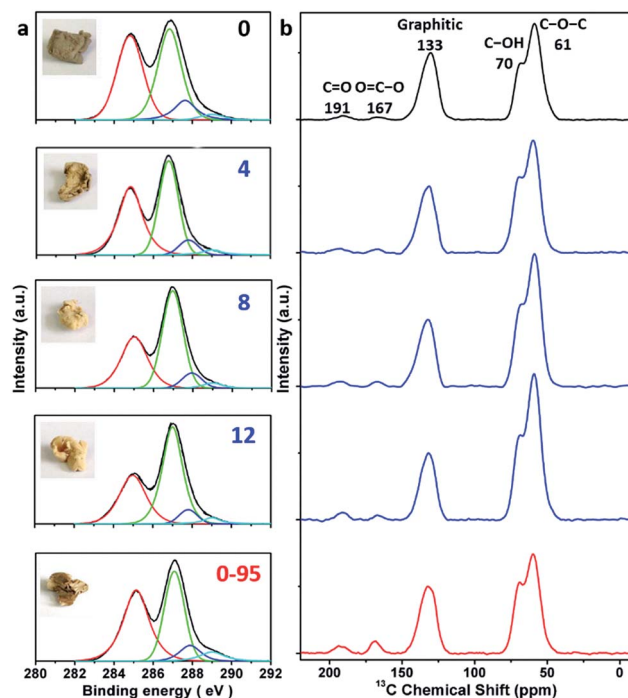 a
0
4
8
12
0-95
Intensity (a.u.)
280 282 284 286 288 290 292
Binding energy ( eV )
b
Graphitic
133
C=O
191
O=C-O
167
C-OH
70
C-O-C
61
Intensity (a.u.)
200 150 100 50 0
13C Chemical Shift (ppm)